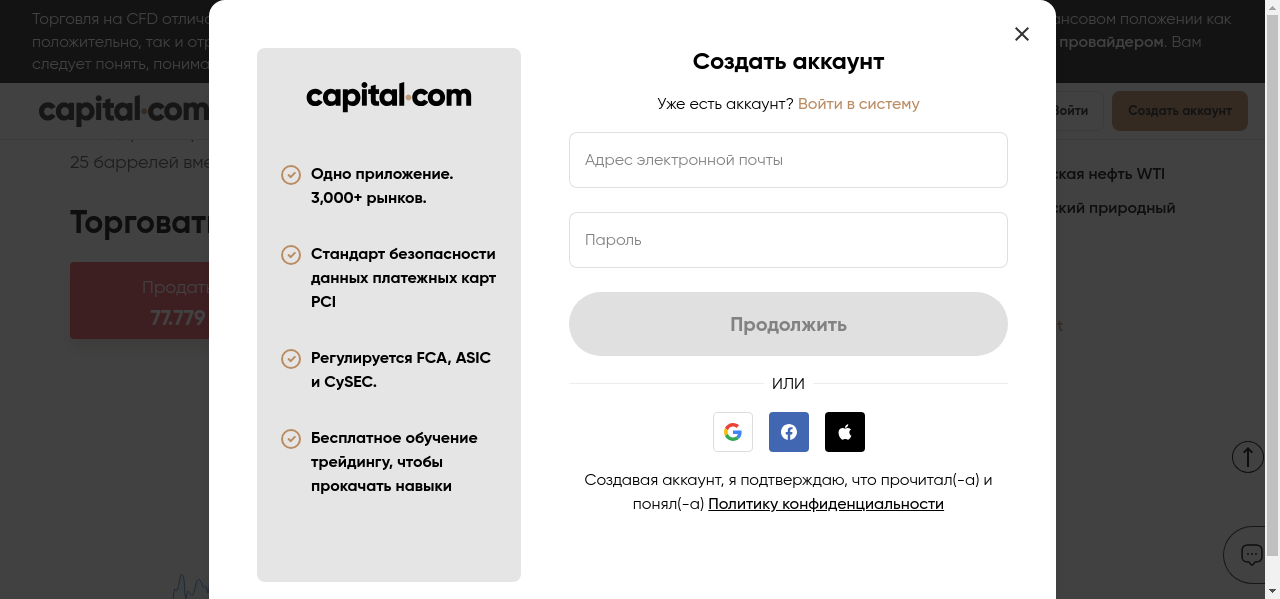 Торговля на CFD отлича
ансовом положении как
положительно, так и отр
провайдером. Вам
следует понять, понима
capital.com
Войти
Создать аккаунт
25 баррелей вме
ская нефть WTI
ский природный
Торговать
Продать
77.779
capital.com
Одно приложение.
3,000+ рынков.
Стандарт безопасности
данных платежных карт
PCI
Регулируется FCA, ASIC
и CySEC.
Бесплатное обучение
трейдингу, чтобы
прокачать навыки
Создать аккаунт
Уже есть аккаунт? Войти в систему
Адрес электронной почты
Пароль
Продолжить
ИЛИ
Создавая аккаунт, я подтверждаю, что прочитал(-а) и
понял(-а) Политику конфиденциальности